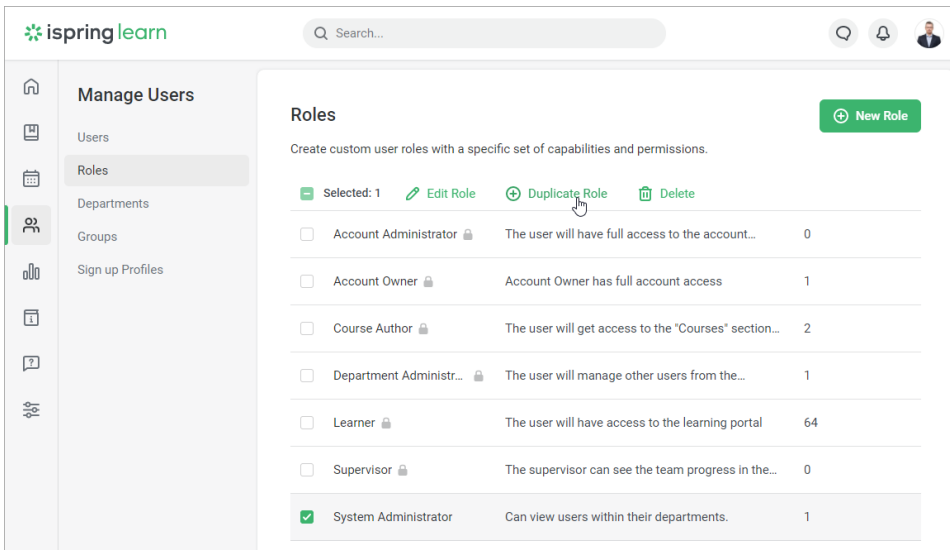 ispring learn
Search...
Manage Users
Users
Roles
Departments
Groups
Sign up Profiles
Roles
New Role
Create custom user roles with a specific set of capabilities and permissions.
Selected: 1 Edit Role Duplicate Role Delete
Account Administrator The user will have full access to the account... 0
Account Owner Account Owner has full account access 1
Course Author The user will get access to the "Courses" section... 2
Department Administr... The user will manage other users from the... 1
Learner The user will have access to the learning portal 64
Supervisor The supervisor can see the team progress in the... 0
System Administrator Can view users within their departments. 1